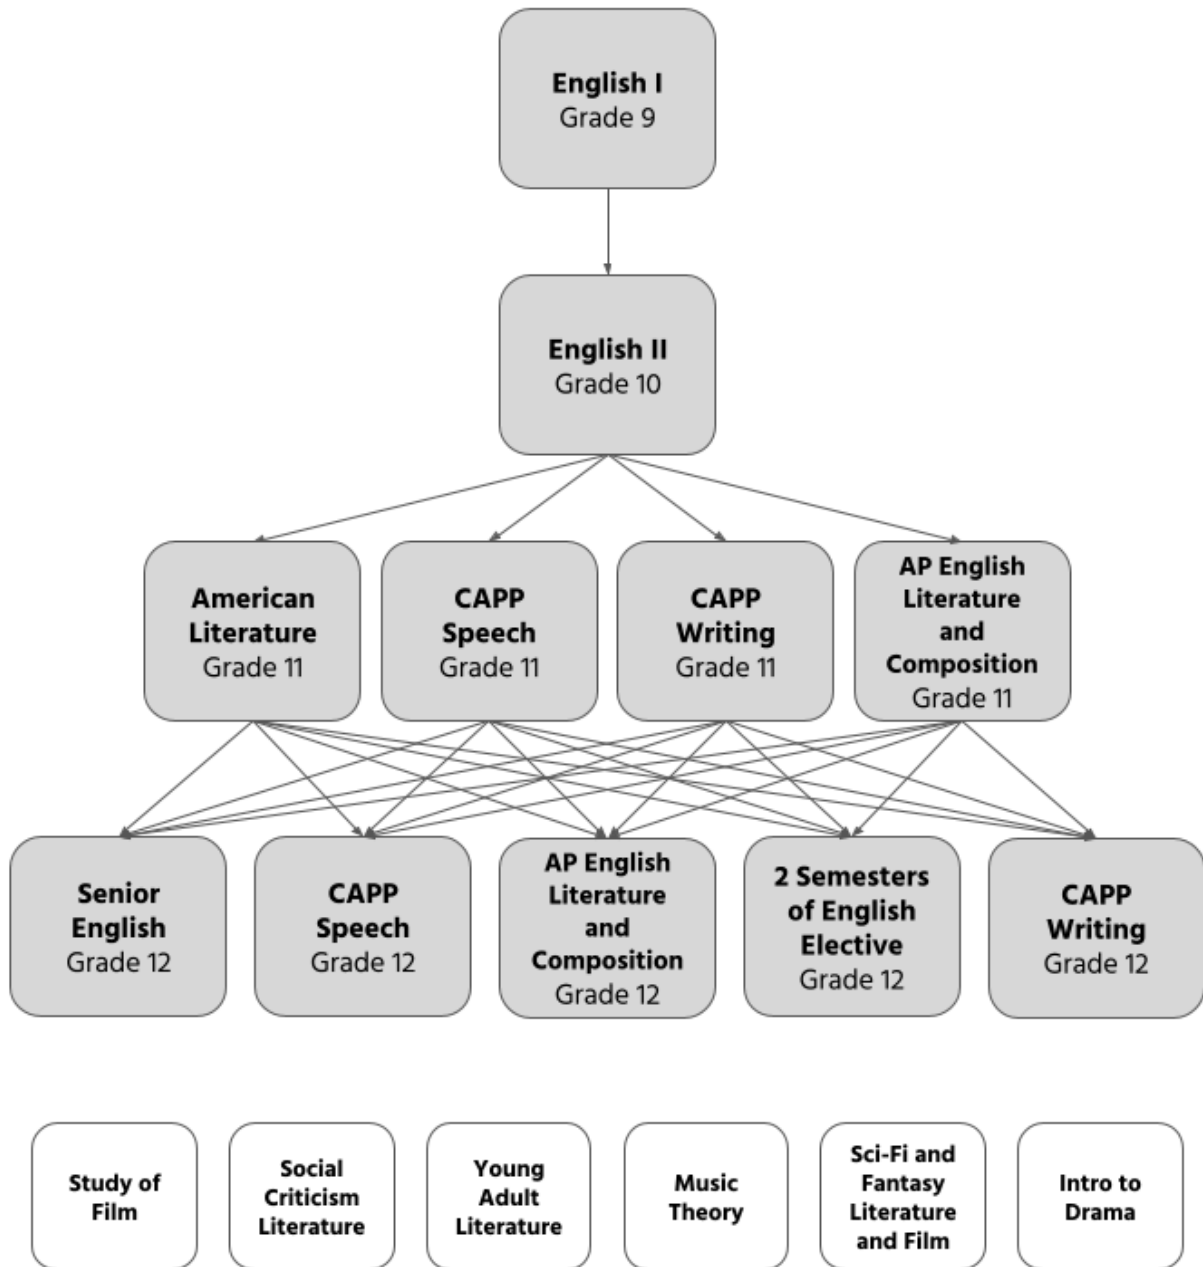 English I
Grade 9
English II
Grade 10
American
Literature
Grade 11
CAPP
Speech
Grade 11
CAPP
Writing
Grade 11
AP English
Literature
and
Composition
Grade 11
Senior
English
Grade 12
CAPP
Speech
Grade 12
AP English
Literature
and
Composition
Grade 12
2 Semesters
of English
Elective
Grade 12
CAPP
Writing
Grade 12
Study of
Film
Social
Criticism
Literature
Young
Adult
Literature
Music
Theory
Sci-Fi and
Fantasy
Literature
and Film
Intro to
Drama